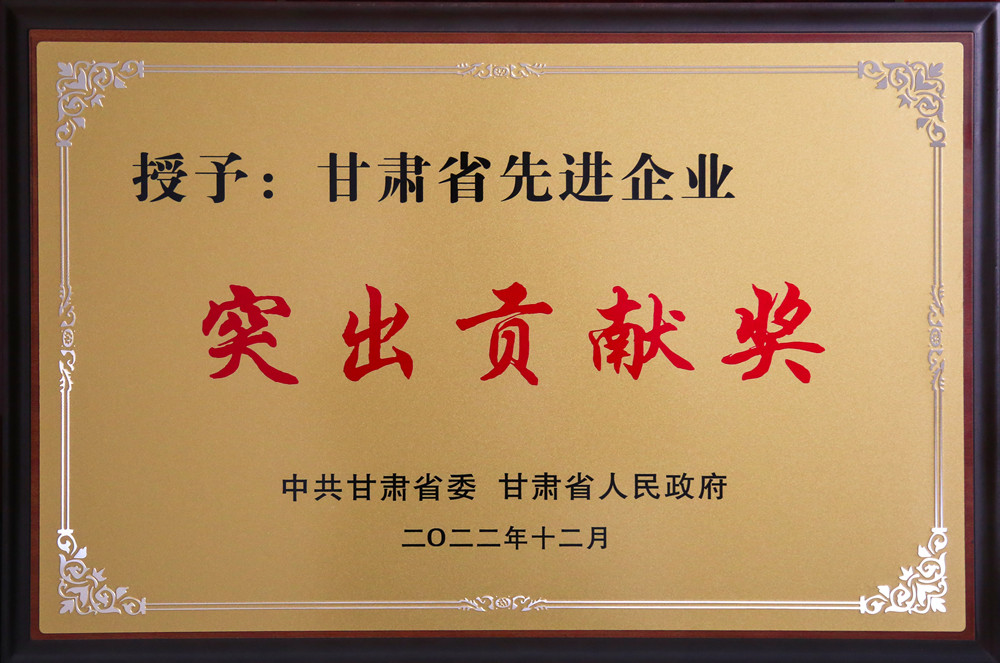 授予：甘肃省先进企业
突出贡献奖
中共甘肃省委 甘肃省人民政府
二〇二二年十二月